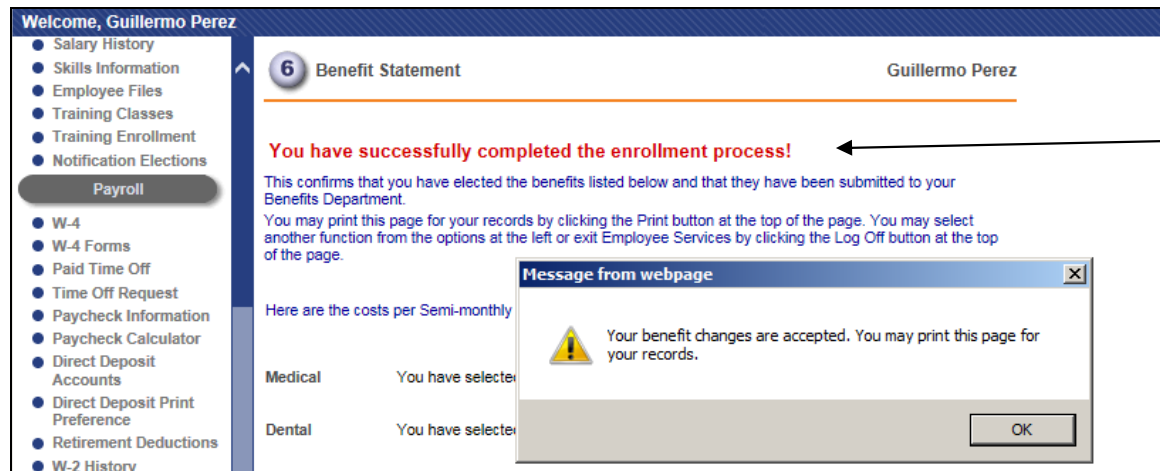 Welcome, Guillermo Perez
Salary History
Skills Information
Employee Files
Training Classes
Training Enrollment
Notification Elections
Payroll
W-4
W-4 Forms
Paid Time Off
Time Off Request
Paycheck Information
Paycheck Calculator
Direct Deposit
Accounts
Direct Deposit Print
Preference
Retirement Deductions
W-2 History
6 Benefit Statement Guillermo Perez
You have successfully completed the enrollment process!
This confirms that you have elected the benefits listed below and that they have been submitted to your
Benefits Department.
You may print this page for your records by clicking the Print button at the top of the page. You may select
another function from the options at the left or exit Employee Services by clicking the Log Off button at the top
of the page.
Here are the costs per Semi-monthly
Medical You have selected
Dental You have selected
Message from webpage
Your benefit changes are accepted. You may print this page for
your records.
OK